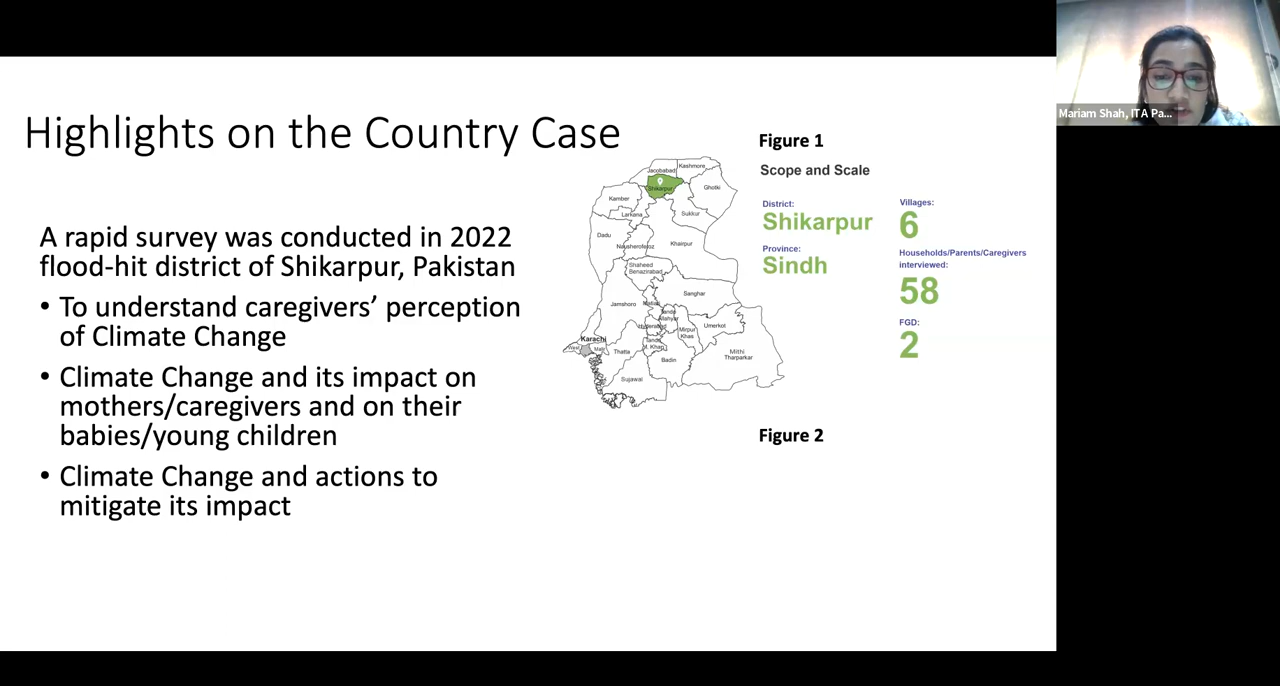 Highlights on the Country Case
A rapid survey was conducted in 2022
flood-hit district of Shikarpur, Pakistan
• To understand caregivers’ perception
of Climate Change
• Climate Change and its impact on
mothers/caregivers and on their
babies/young children
• Climate Change and actions to
mitigate its impact
Figure 1
Scope and Scale
District:
Shikarpur
Province:
Sindh
Villages:
6
Households/Parents/Caregivers
interviewed:
58
FGD:
2
Jacobabad
Kashmore
Shikarpur
Ghotki
Kamber
Larkana
Sukkur
Dadu
Khairpur
Shaheed
Benazirabad
Sanghar
Jamshoro
Matiari
Tando
Umerkot
Mirpur
Khas
Karachi
West
Thatta
Mithi
Tharparkar
Badin
Sujawal
Figure 2
Mariam Shah, ITA Pa...